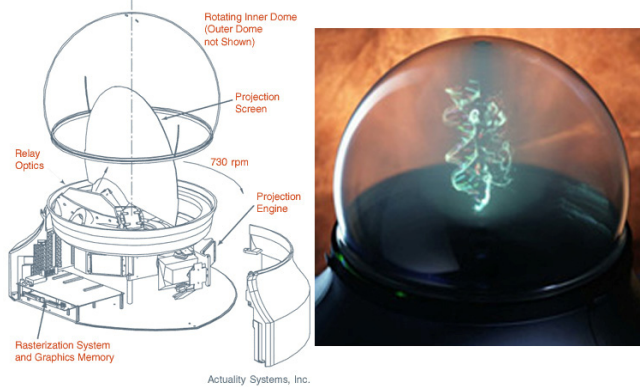 Rotating Inner Dome
(Outer Dome
not Shown)
Projection
Screen
Relay
Optics
730 rpm
Projection
Engine
Rasterization System
and Graphics Memory
Actuality Systems, Inc.